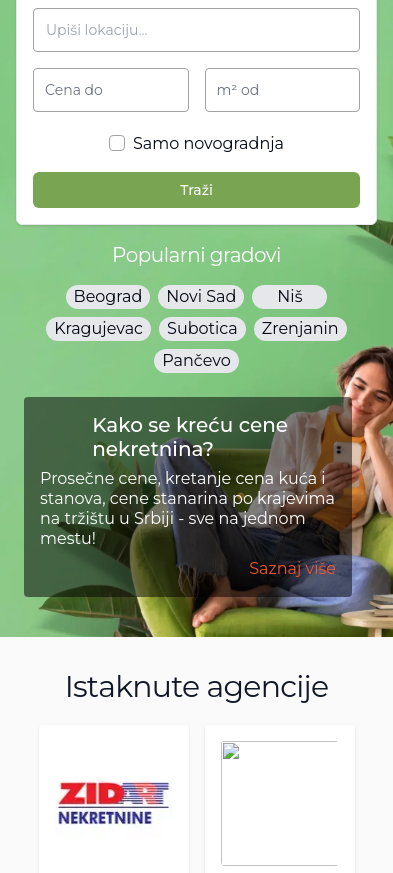 Upiši lokaciju...
Cena do
m² od
Samo novogradnja
Traži
Popularni gradovi
Beograd Novi Sad Niš
Kragujevac Subotica Zrenjanin
Pančevo
Kako se kreću cene
nekretnina?
Prosečne cene, kretanje cena kuća i
stanova, cene stanarina po krajevima
na tržištu u Srbiji - sve na jednom
mestu!
Saznaj više
Istaknute agencije
ZIDART
NEKRETNINE